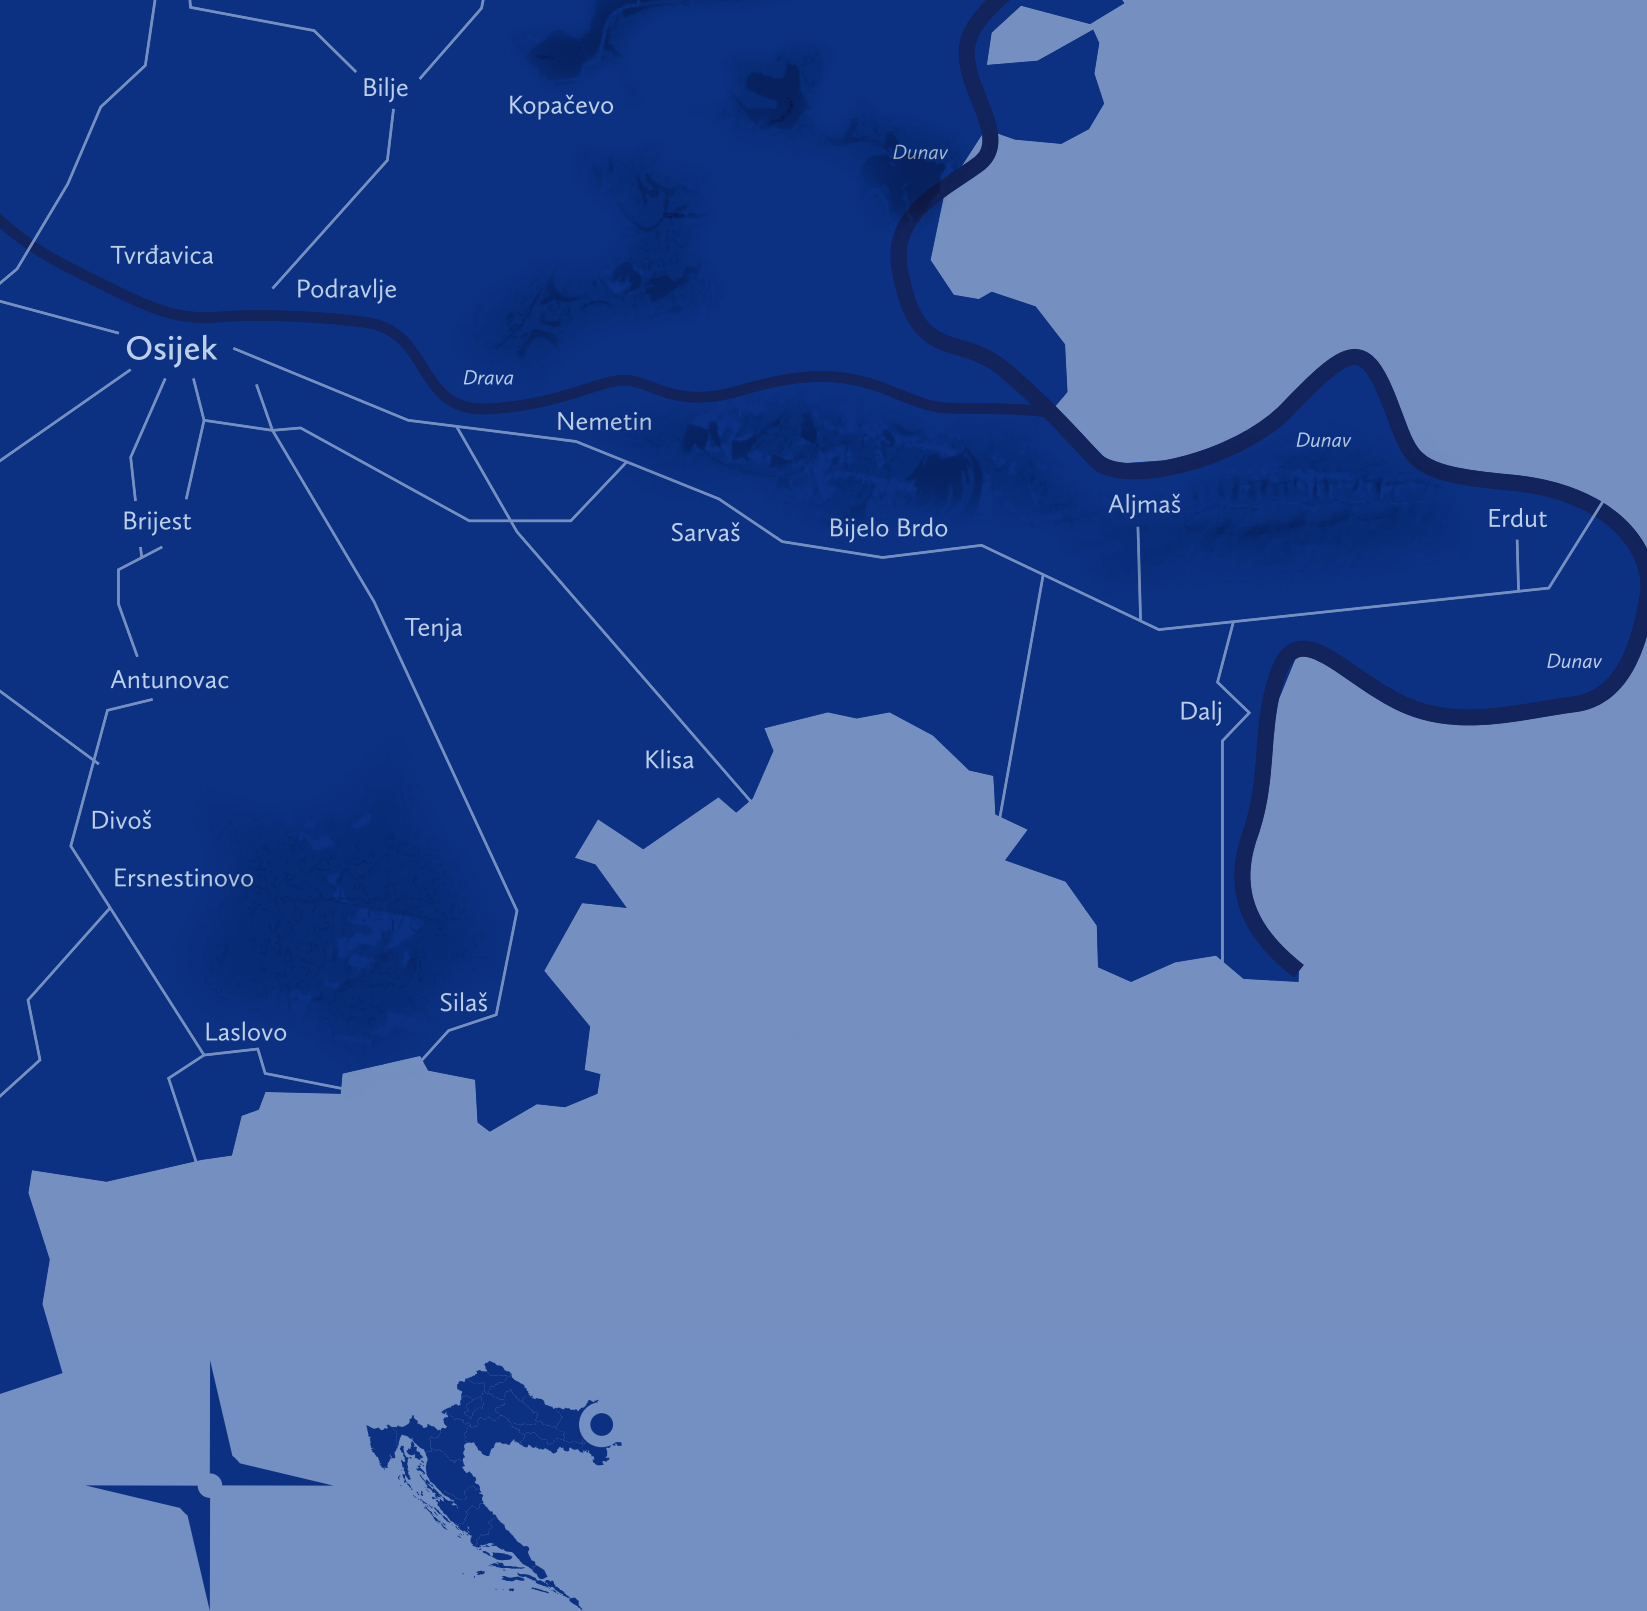 Bilje
Kopačevo
Dunav
Tvrđavica
Podravlje
Osijek
Drava
Nemetin
Dunav
Aljmaš
Erdut
Brijest
Sarvaš
Bijelo Brdo
Tenja
Dunav
Antunovac
Dalj
Klisa
Divoš
Ersnestinovo
Silaš
Laslovo